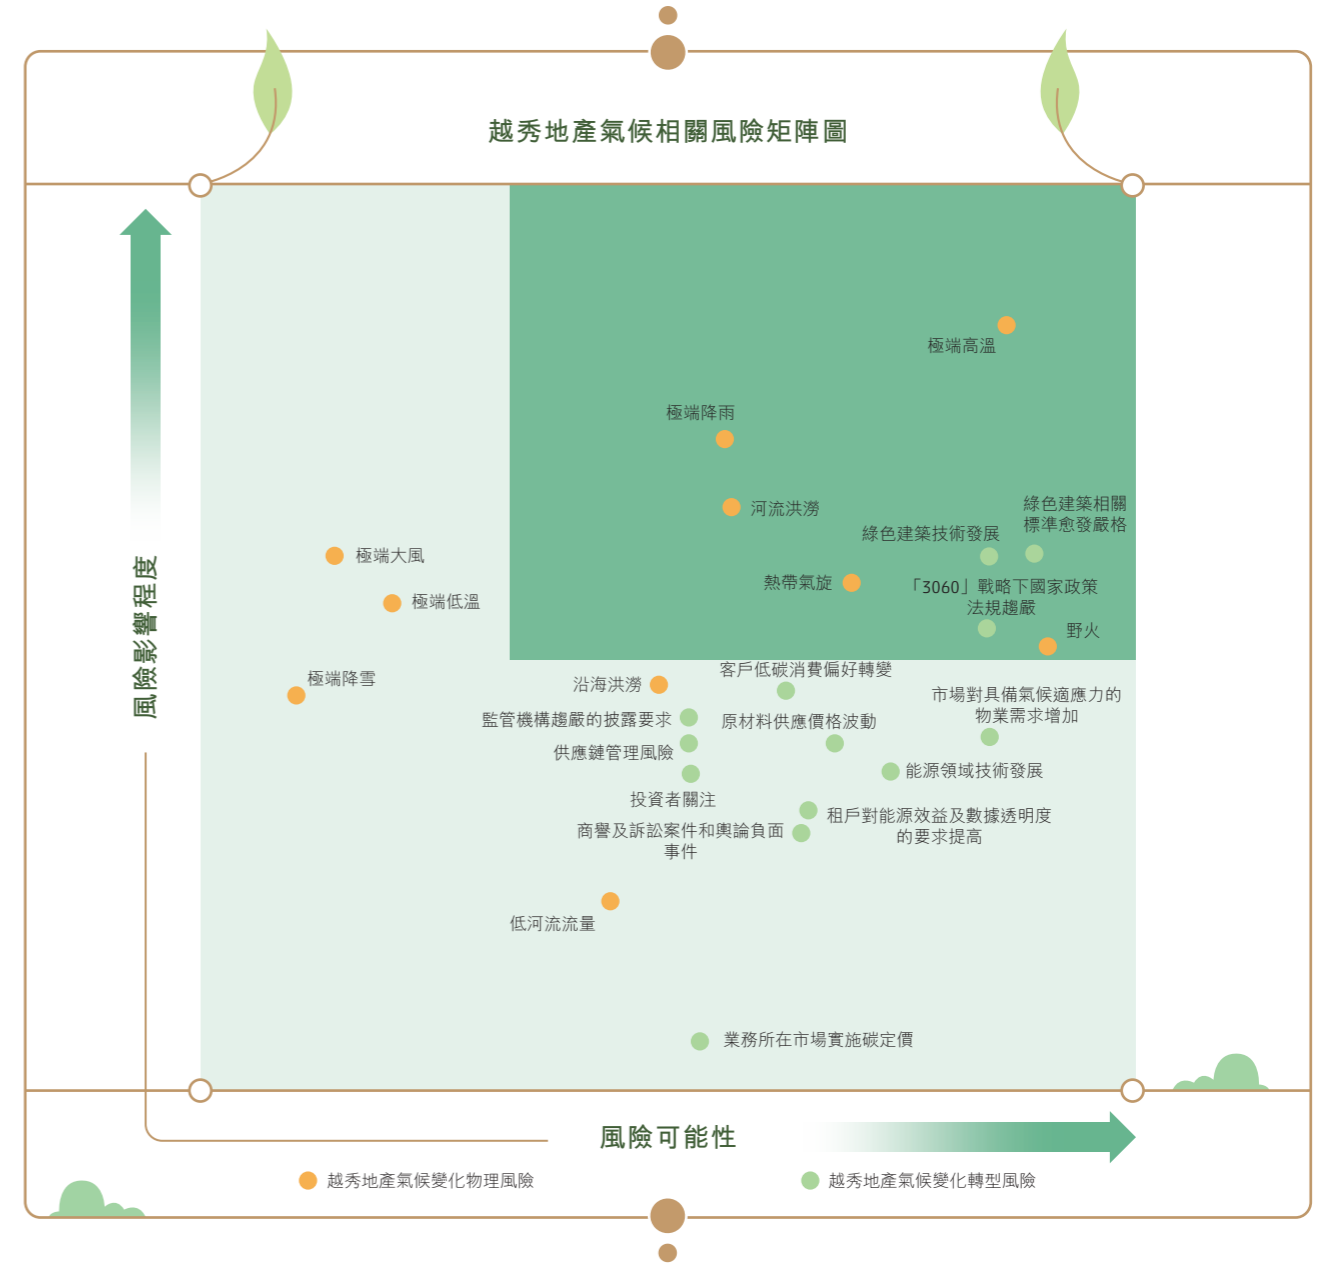 越秀地產氣候相關風險矩陣圖
極端高溫
極端降雨
河流洪澇
綠色建築相關
標準愈發嚴格
綠色建築技術發展
極端大風
熱帶氣旋
「3060」戰略下國家政策
法規趨嚴
極端低溫
野火
風險影響程度
極端降雪
沿海洪澇
客戶低碳消費偏好轉變
市場對具備氣候適應力的
物業需求增加
監管機構趨嚴的披露要求
原材料供應價格波動
供應鏈管理風險
能源領域技術發展
投資者關注
租戶對能源效益及數據透明度
的要求提高
商譽及訴訟案件和輿論負面
事件
低河流流量
業務所在市場實施碳定價
風險可能性
越秀地產氣候變化物理風險
越秀地產氣候變化轉型風險